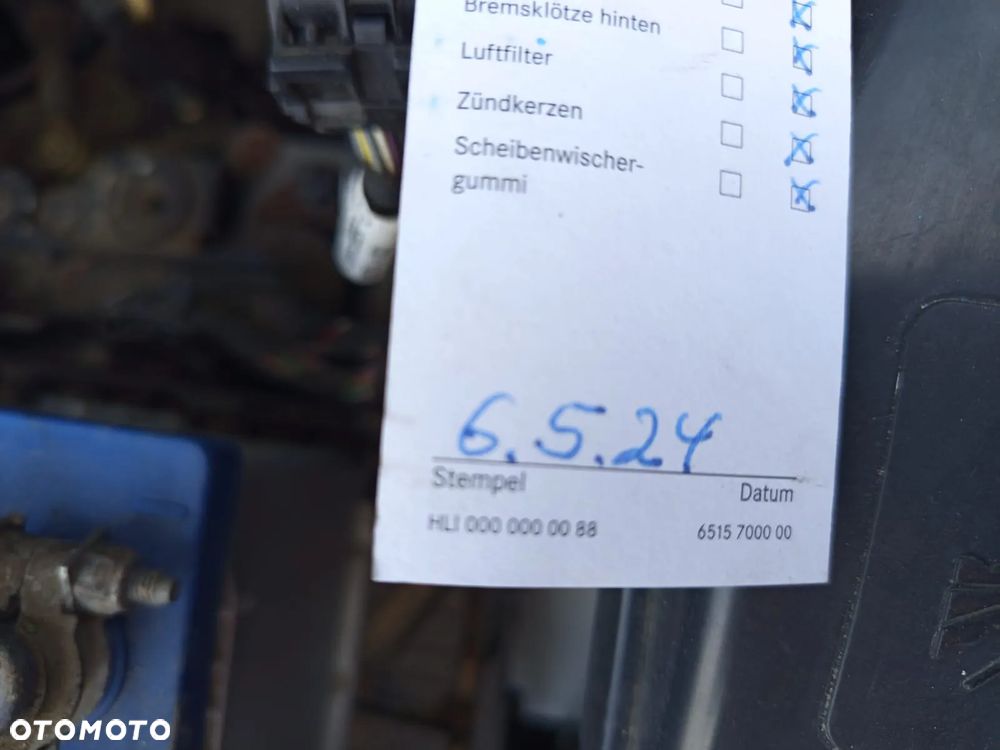 Bremsklötze hinten
Luftfilter
Zündkerzen
Scheibenwischer-
gummi
6.5.24
Stempel
Datum
HLI 000 000 00 88
6515 7000 00
OTOMOTO